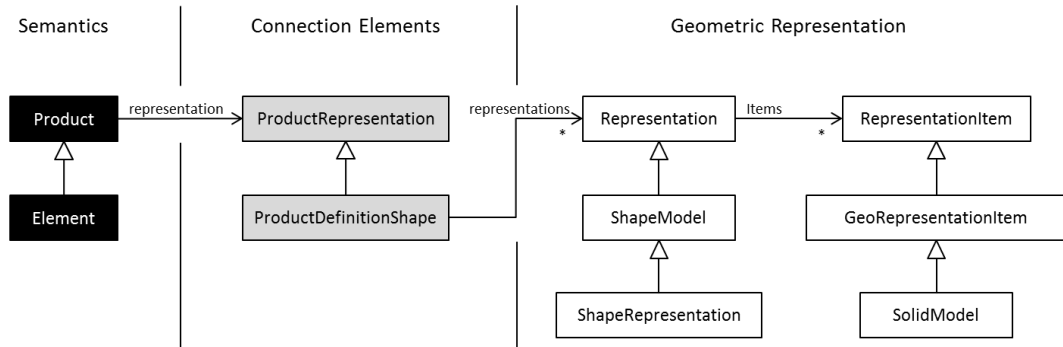 Semantics
Connection Elements
Geometric Representation
Product
representation
ProductRepresentation
representations
*
Representation
Items
*
RepresentationItem
Element
ProductDefinitionShape
ShapeModel
GeoRepresentationItem
ShapeRepresentation
SolidModel